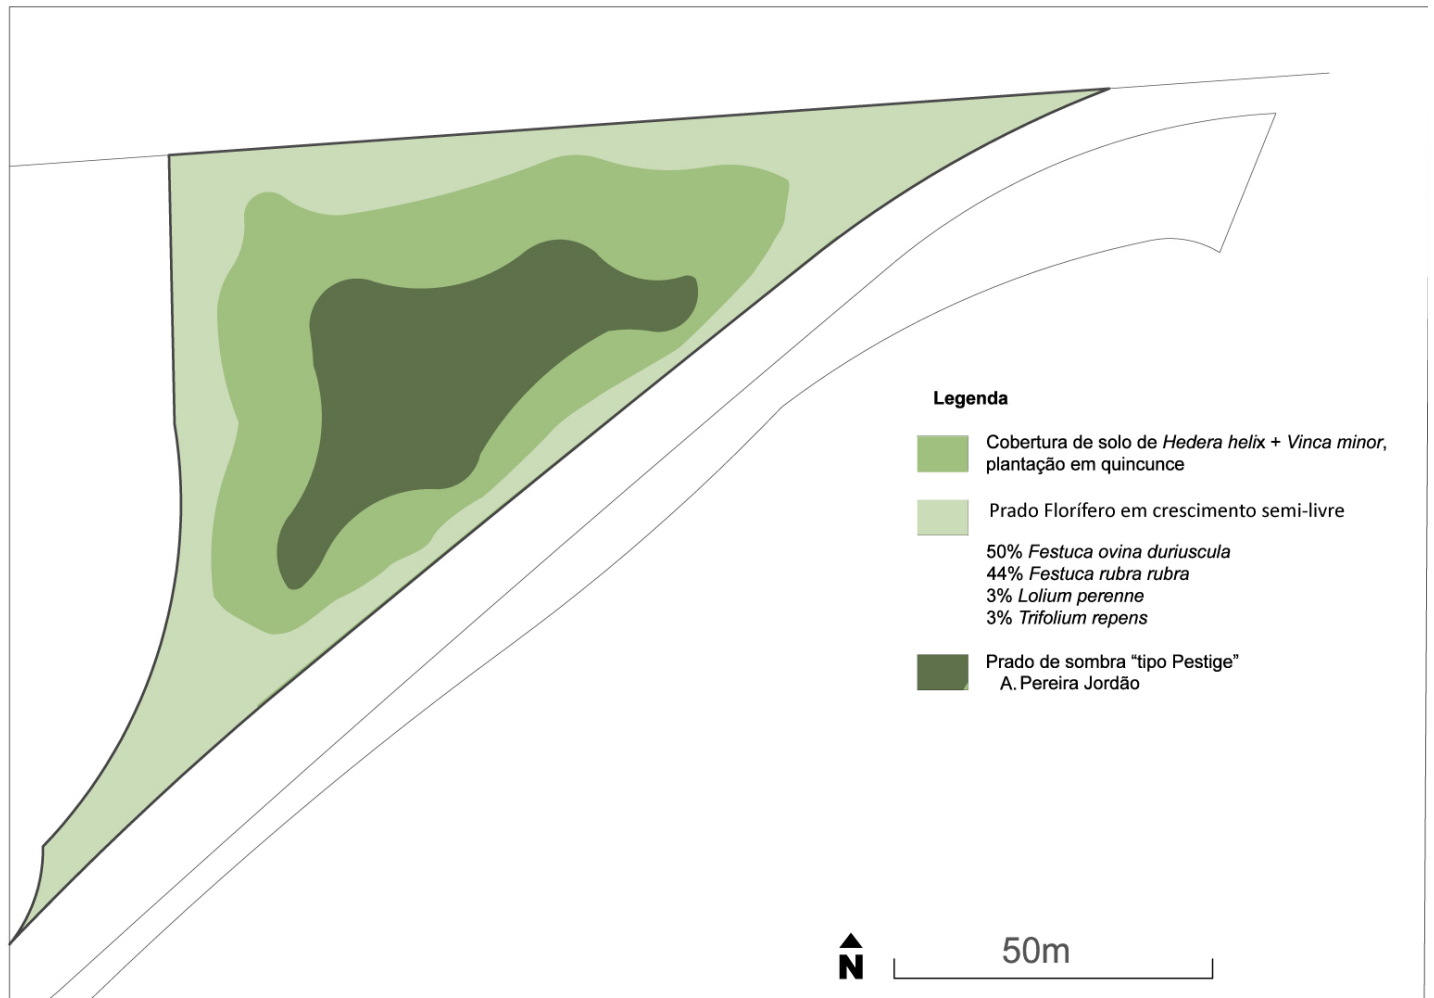 Legenda
Cobertura de solo de Hedera helix + Vinca minor,
plantação em quincunce
Prado Florífero em crescimento semi-livre
50% Festuca ovina duriuscula
44% Festuca rubra rubra
3% Lolium perenne
3% Trifolium repens
Prado de sombra “tipo Pestige”
A. Pereira Jordão
N
50m